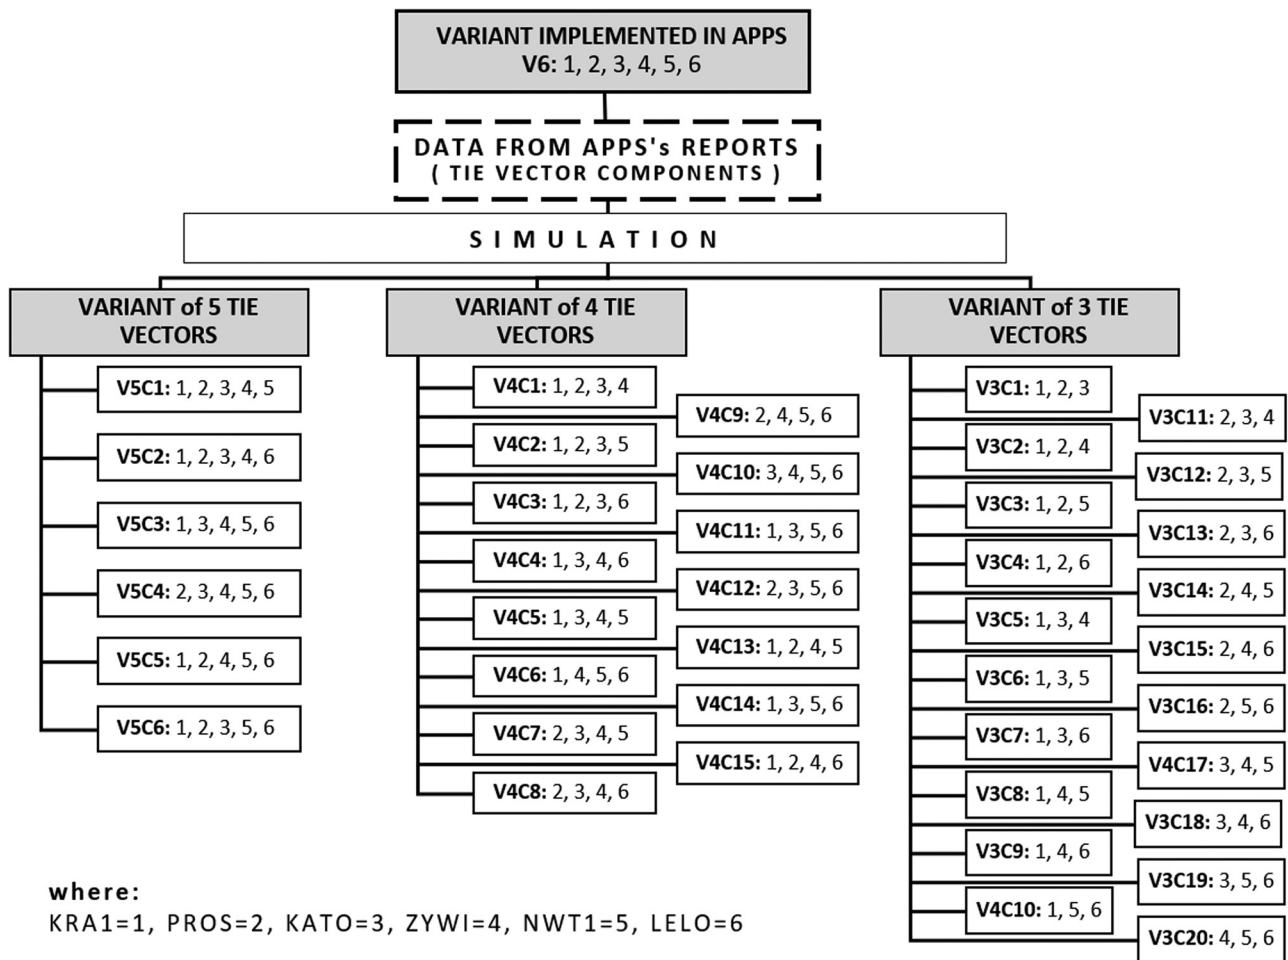 VARIANT IMPLEMENTED IN APPS
V6: 1, 2, 3, 4, 5, 6
DATA FROM APPS's REPORTS
( TIE VECTOR COMPONENTS )
SIMULATION
VARIANT of 5 TIE
VECTORS
V5C1: 1, 2, 3, 4, 5
V5C2: 1, 2, 3, 4, 6
V5C3: 1, 3, 4, 5, 6
V5C4: 2, 3, 4, 5, 6
V5C5: 1, 2, 4, 5, 6
V5C6: 1, 2, 3, 5, 6
VARIANT of 4 TIE
VECTORS
V4C1: 1, 2, 3, 4
V4C2: 1, 2, 3, 5
V4C3: 1, 2, 3, 6
V4C4: 1, 3, 4, 6
V4C5: 1, 3, 4, 5
V4C6: 1, 4, 5, 6
V4C7: 2, 3, 4, 5
V4C8: 2, 3, 4, 6
V4C9: 2, 4, 5, 6
V4C10: 3, 4, 5, 6
V4C11: 1, 3, 5, 6
V4C12: 2, 3, 5, 6
V4C13: 1, 2, 4, 5
V4C14: 1, 3, 5, 6
V4C15: 1, 2, 4, 6
VARIANT of 3 TIE
VECTORS
V3C1: 1, 2, 3
V3C2: 1, 2, 4
V3C3: 1, 2, 5
V3C4: 1, 2, 6
V3C5: 1, 3, 4
V3C6: 1, 3, 5
V3C7: 1, 3, 6
V3C8: 1, 4, 5
V3C9: 1, 4, 6
V4C10: 1, 5, 6
V3C11: 2, 3, 4
V3C12: 2, 3, 5
V3C13: 2, 3, 6
V3C14: 2, 4, 5
V3C15: 2, 4, 6
V3C16: 2, 5, 6
V4C17: 3, 4, 5
V3C18: 3, 4, 6
V3C19: 3, 5, 6
V3C20: 4, 5, 6
where:
KRA1=1, PROS=2, KATO=3, ZYWI=4, NWT1=5, LELO=6